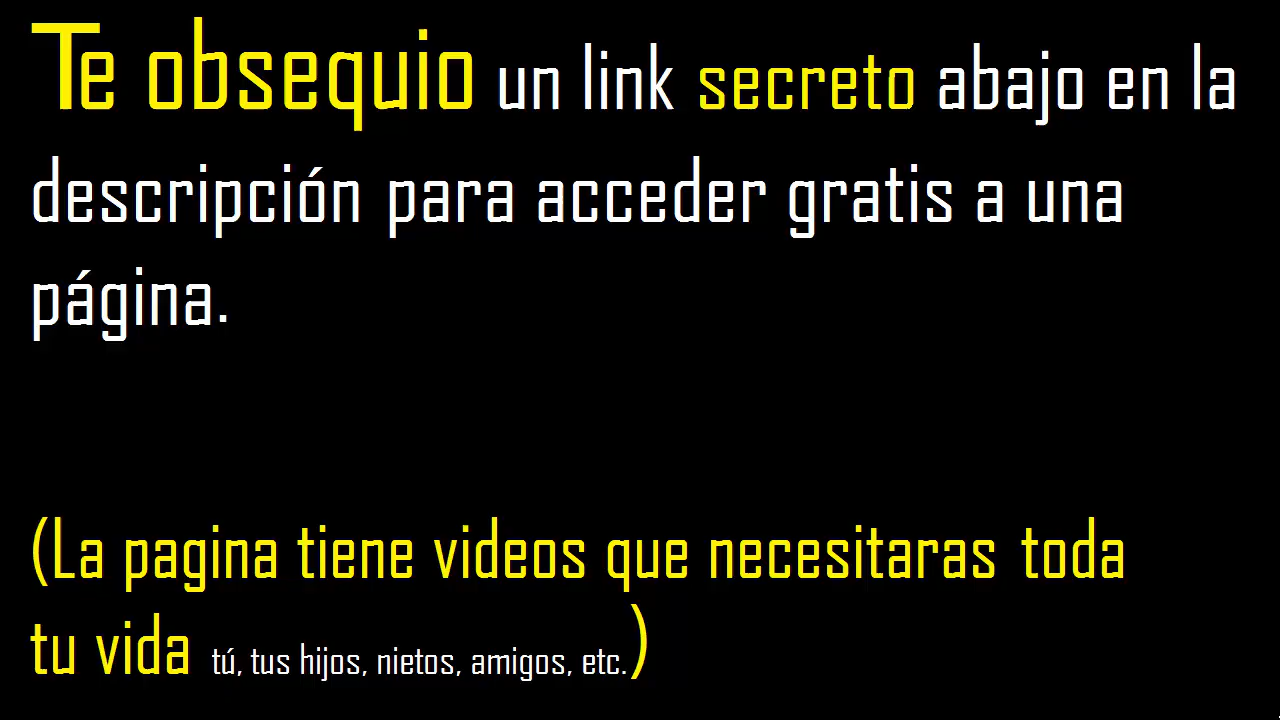 Te obsequio un link secreto abajo en la
descripción para acceder gratis a una
página.
(La pagina tiene videos que necesitaras toda
tu vida tú, tus hijos, nietos, amigos, etc.)